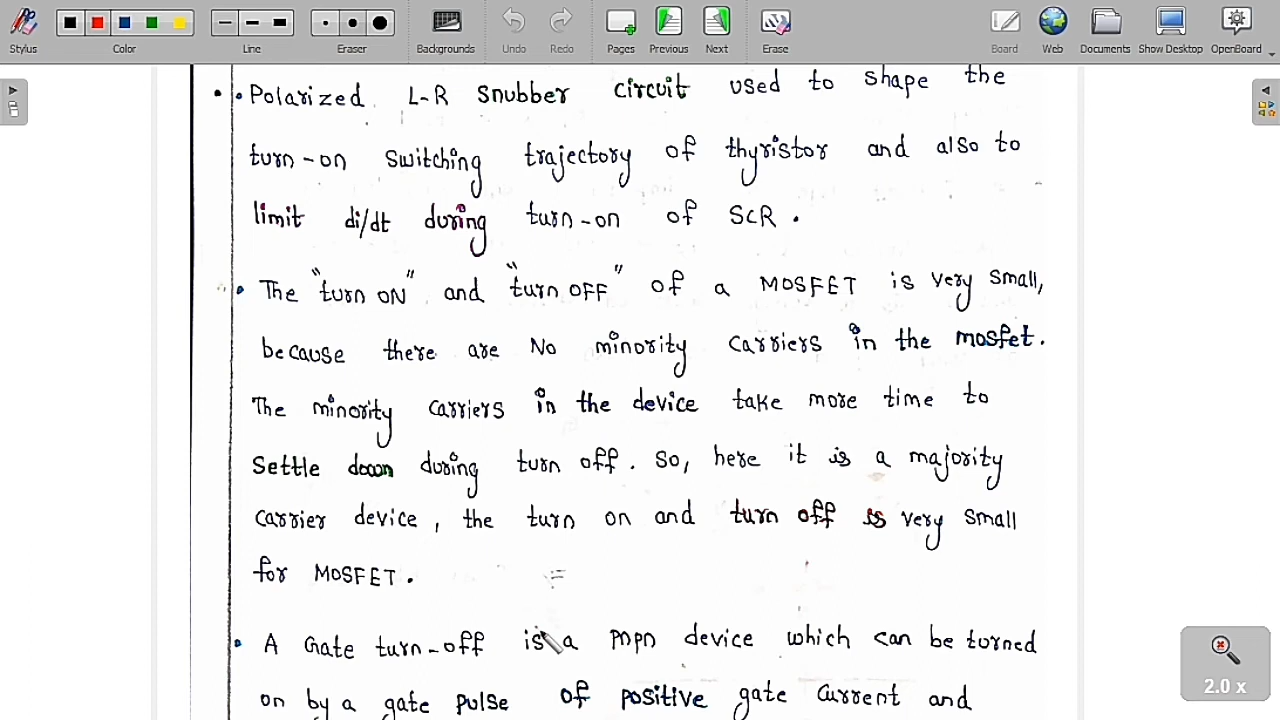 Stylus
Color
Line
Eraser
Backgrounds
Undo
Redo
Pages
Previous
Next
Erase
Board
Web
Documents
Show Desktop
OpenBoard
• • Polarized L-R Snubber circuit used to shape the
turn-on switching trajectory of thyristor and also to
limit di/dt during turn-on of SCR .
• The "turn ON" and "turn OFF" of a MOSFET is very small,
because there are No minority carriers in the mosfet.
The minority carriers in the device take more time to
Settle down during turn off. So, here it is a majority
carrier device, the turn on and turn off is very small
for MOSFET.
• A Gate turn-off is a pnpn device which can be turned
on by a gate pulse of positive gate current and
2.0 x